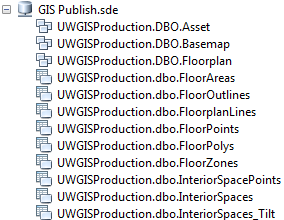 GIS Publish.sde
UWGISProduction.DBO.Asset
UWGISProduction.DBO.Basemap
UWGISProduction.DBO.Floorplan
UWGISProduction.dbo.FloorAreas
UWGISProduction.dbo.FloorOutlines
UWGISProduction.dbo.FloorplanLines
UWGISProduction.dbo.FloorPoints
UWGISProduction.dbo.FloorPolys
UWGISProduction.dbo.FloorZones
UWGISProduction.dbo.InteriorSpacePoints
UWGISProduction.dbo.InteriorSpaces
UWGISProduction.dbo.InteriorSpaces_Tilt